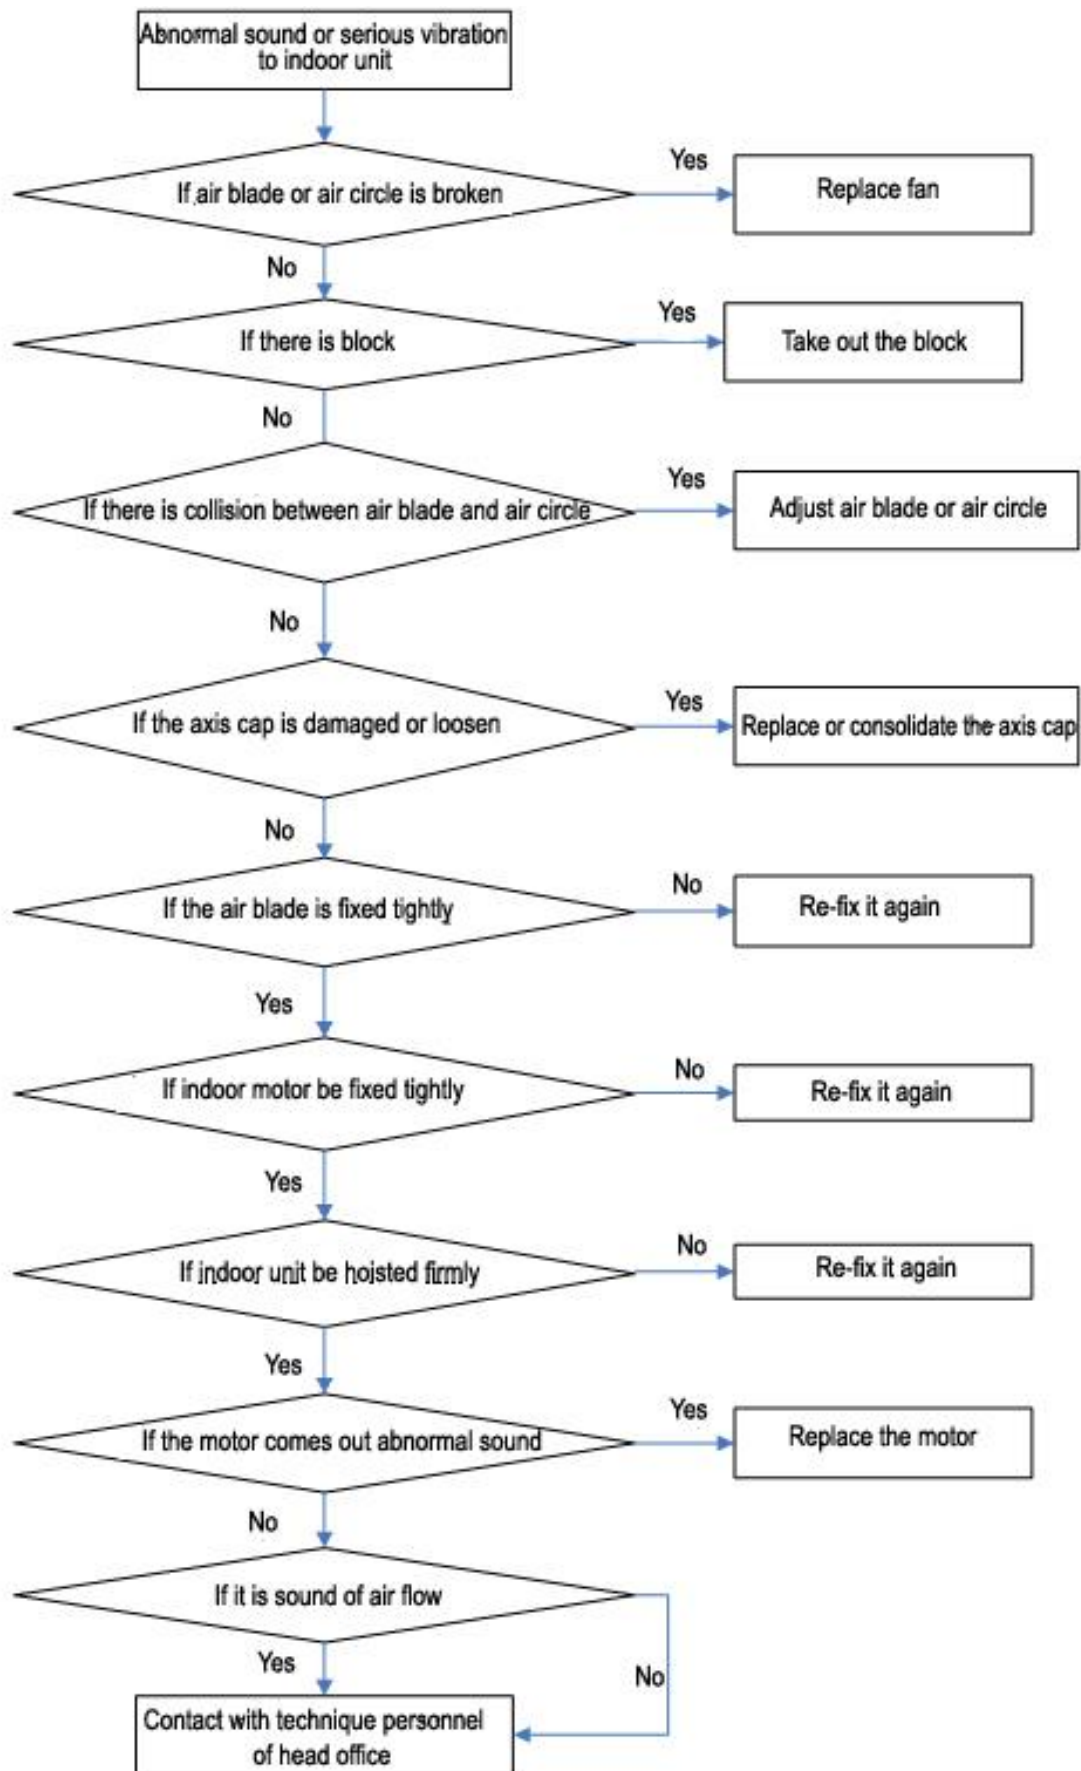 Abnormal sound or serious vibration
to indoor unit
If air blade or air circle is broken
Yes
Replace fan
No
If there is block
Yes
Take out the block
No
If there is collision between air blade and air circle
Yes
Adjust air blade or air circle
No
If the axis cap is damaged or loosen
Yes
Replace or consolidate the axis cap
No
If the air blade is fixed tightly
No
Re-fix it again
Yes
If indoor motor be fixed tightly
No
Re-fix it again
Yes
If indoor unit be hoisted firmly
No
Re-fix it again
Yes
If the motor comes out abnormal sound
Yes
Replace the motor
No
If it is sound of air flow
Yes
No
Contact with technique personnel
of head office